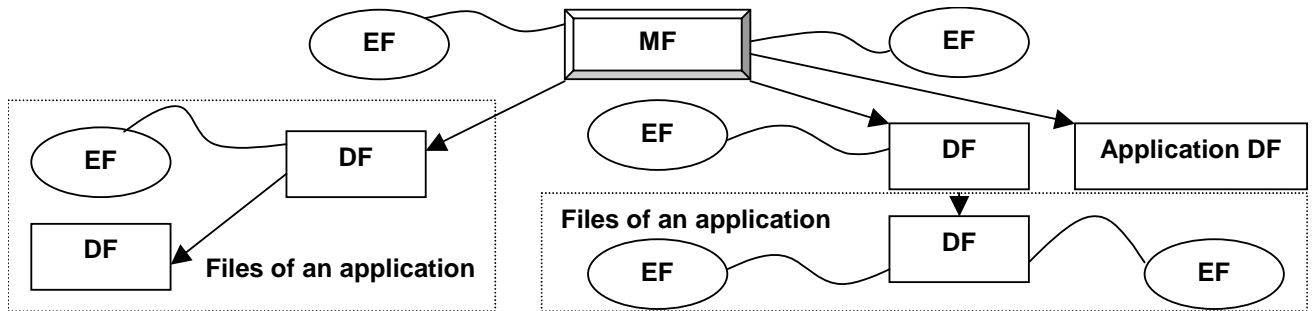 EF
MF
EF
EF
DF
EF
DF
Application DF
DF
Files of an application
Files of an application
DF
EF
EF